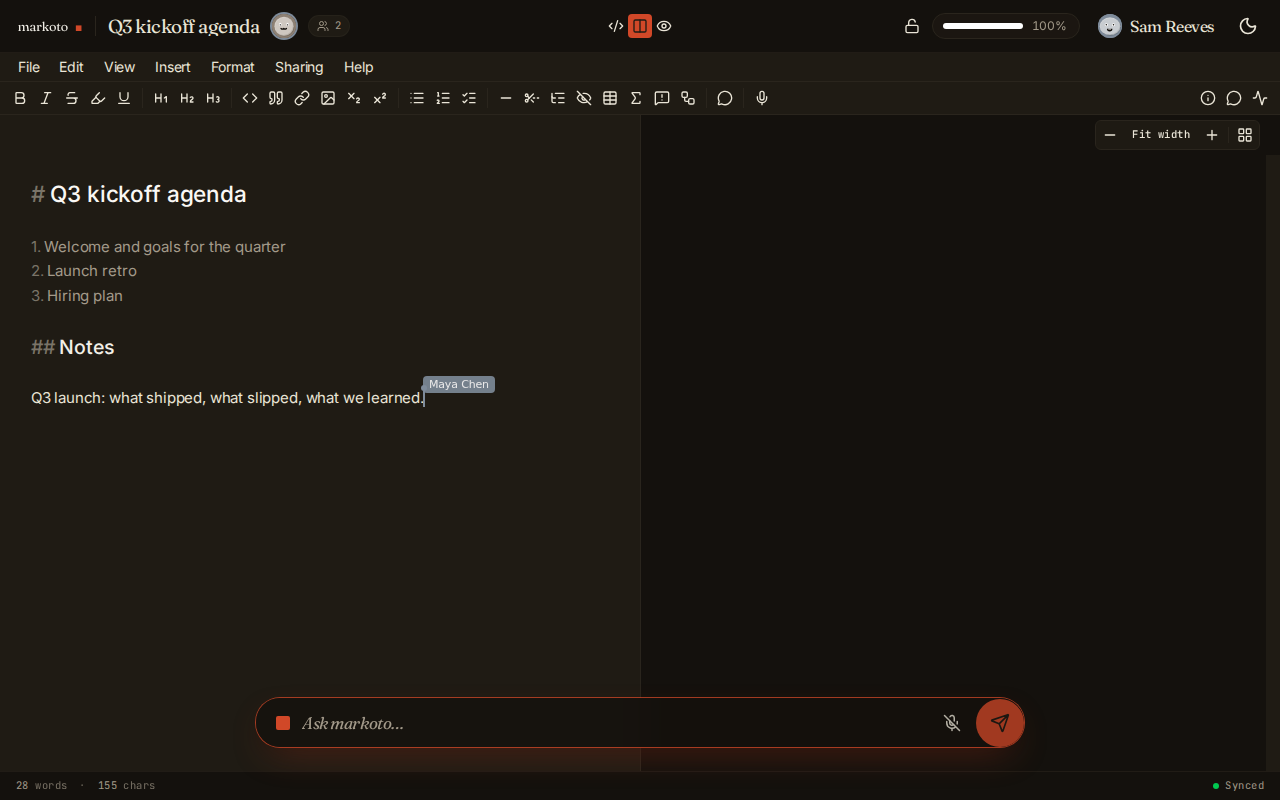 markoto
Q3 kickoff agenda
2
100%
Sam Reeves
File Edit View Insert Format Sharing Help
H1 H2 H3
Fit width
# Q3 kickoff agenda
1. Welcome and goals for the quarter
2. Launch retro
3. Hiring plan
## Notes
Maya Chen
Q3 launch: what shipped, what slipped, what we learned.
Ask markoto...
28 words · 155 chars
Synced